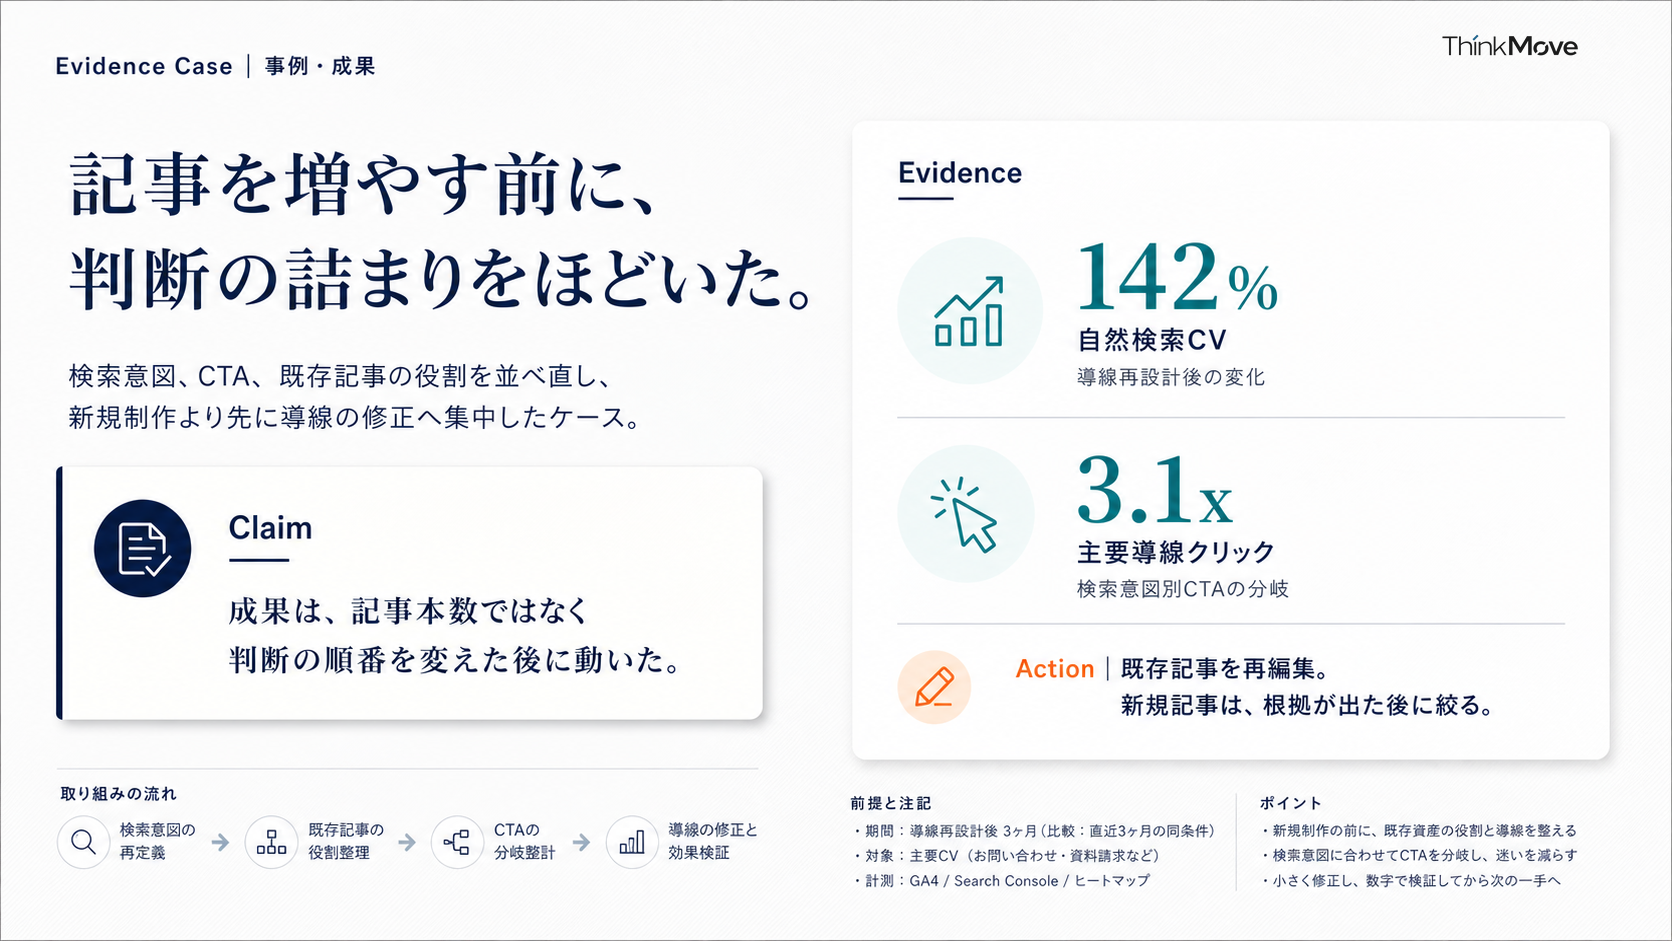 Evidence Case｜事例・成果
ThinkMove
記事を増やす前に、
判断の詰まりをほどいた。
検索意図、CTA、既存記事の役割を並べ直し、
新規制作より先に導線の修正へ集中したケース。
Claim
成果は、記事本数ではなく
判断の順番を変えた後に動いた。
取り組みの流れ
検索意図の
再定義
既存記事の
役割整理
CTAの
分岐整計
導線の修正と
効果検証
Evidence
142%
自然検索CV
導線再設計後の変化
3.1x
主要導線クリック
検索意図別CTAの分岐
Action｜既存記事を再編集。
新規記事は、根拠が出た後に絞る。
前提と注記
・期間：導線再設計後 3ヶ月（比較：直近3ヶ月の同条件）
・対象：主要CV（お問い合わせ・資料請求など）
・計測：GA4 / Search Console / ヒートマップ
ポイント
・新規制作の前に、既存資産の役割と導線を整える
・検索意図に合わせてCTAを分岐し、迷いを減らす
・小さく修正し、数字で検証してから次の一手へ